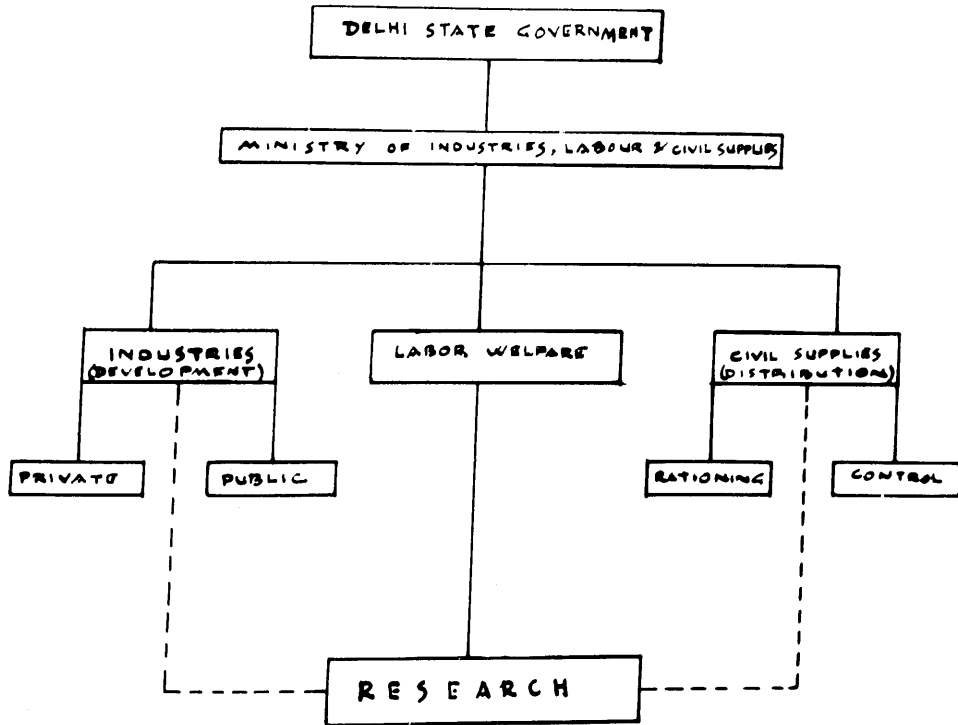 DELHI STATE GOVERNMENT
MINISTRY OF INDUSTRIES, LABOUR & CIVIL SUPPLIES
INDUSTRIES
(DEVELOPMENT)
LABOR WELFARE
CIVIL SUPPLIES
(DISTRIBUTION)
PRIVATE
PUBLIC
RATIONING
CONTROL
RESEARCH